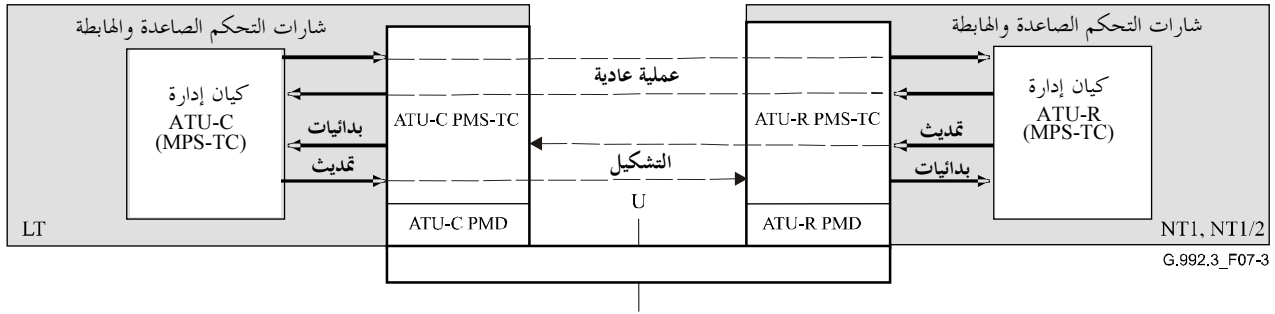 شارات التحكم الصاعدة والهابطة
شارات التحكم الصاعدة والهابطة
كيان إدارة
ATU-C
(MPS-TC)
بدائيات
تمديث
ATU-C PMS-TC
ATU-C PMD
LT
عملية عادية
التشكيل
U
ATU-R PMS-TC
ATU-R PMD
تمديث
بدائيات
كيان إدارة
ATU-R
(MPS-TC)
NT1, NT1/2
G.992.3_F07-3